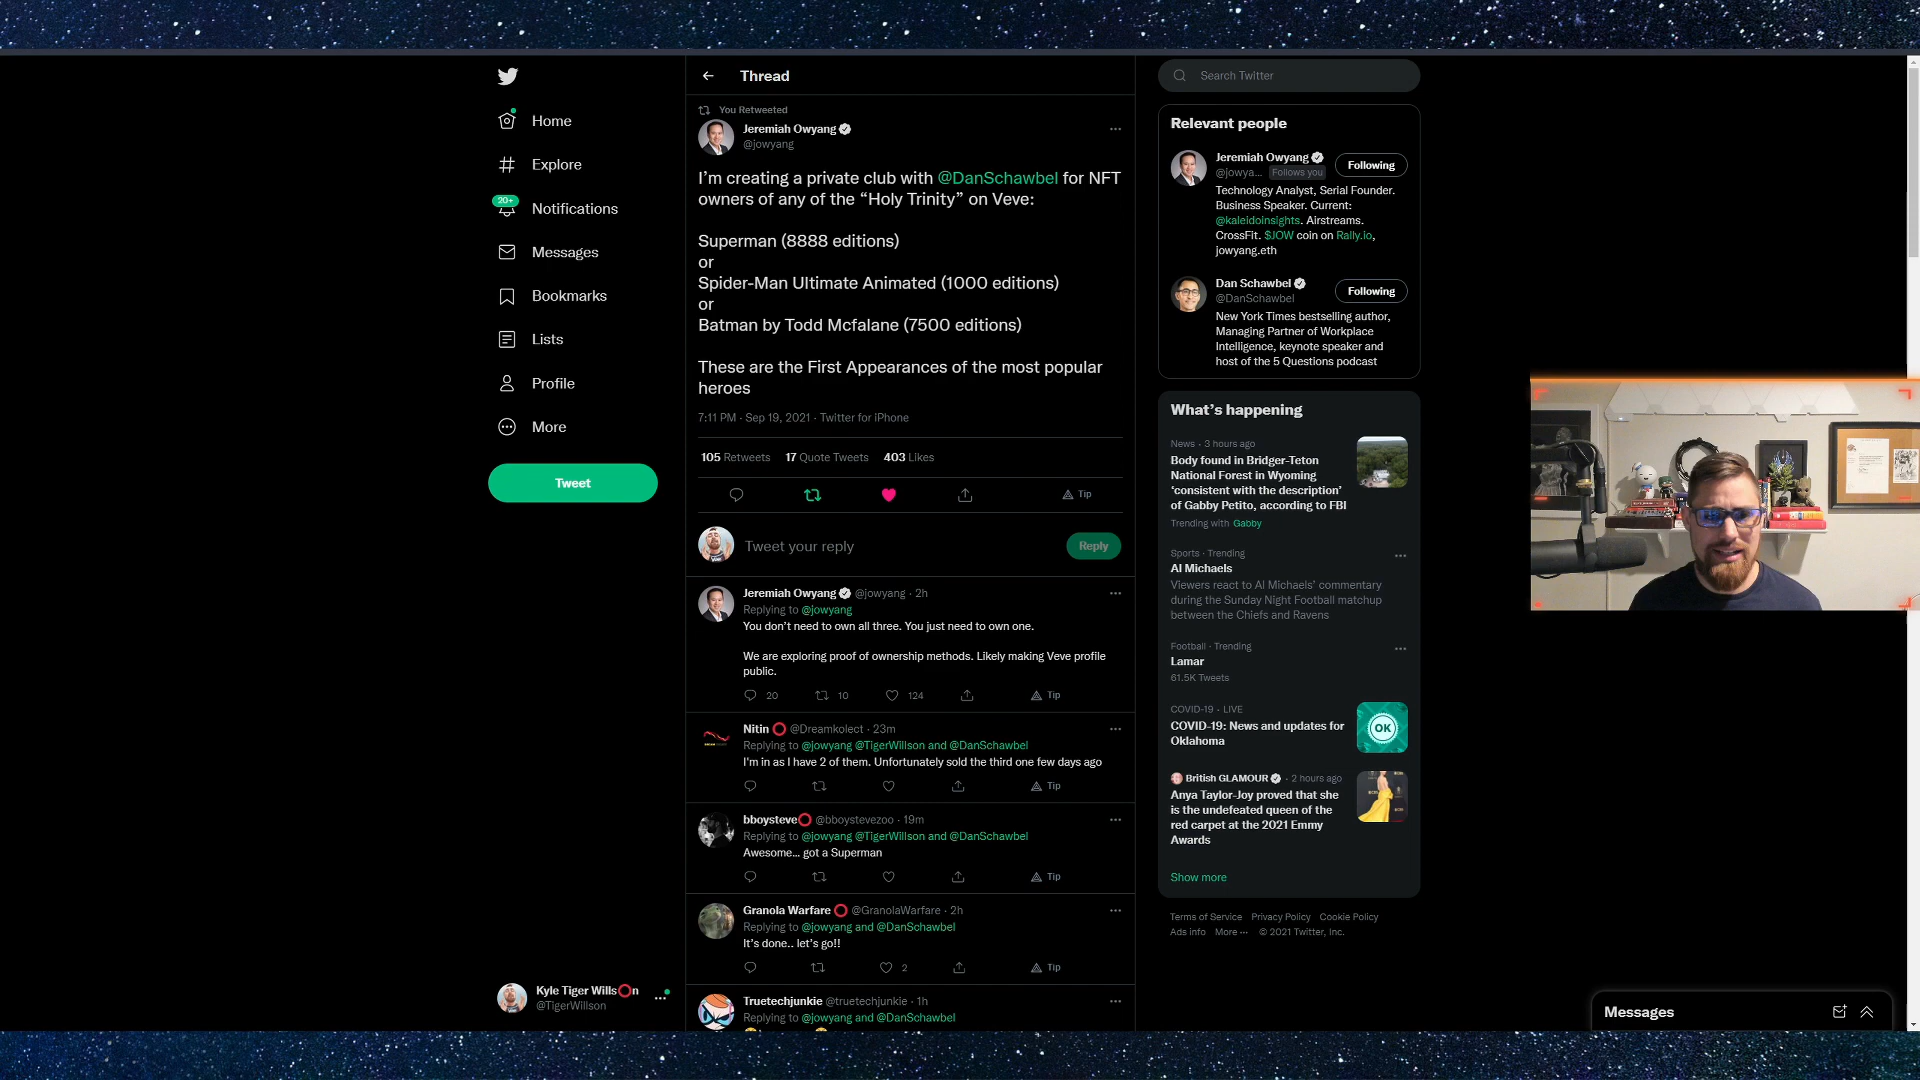 Home
Explore
20+
Notifications
Messages
Bookmarks
Lists
Profile
More
Tweet
Kyle Tiger Wills⭕n
@TigerWillson
Thread
You Retweeted
Jeremiah Owyang
@jowyang
I'm creating a private club with @DanSchawbel for NFT
owners of any of the “Holy Trinity” on Veve:
Superman (8888 editions)
or
Spider-Man Ultimate Animated (1000 editions)
or
Batman by Todd Mcfalane (7500 editions)
These are the First Appearances of the most popular
heroes
7:11 PM · Sep 19, 2021 · Twitter for iPhone
105 Retweets 17 Quote Tweets 403 Likes
Tip
Tweet your reply
Reply
Jeremiah Owyang @jowyang · 2h
Replying to @jowyang
You don't need to own all three. You just need to own one.
We are exploring proof of ownership methods. Likely making Veve profile
public.
20 10 124 Tip
Nitin ⭕ @Dreamkolect · 23m
Replying to @jowyang @TigerWillson and @DanSchawbel
I'm in as I have 2 of them. Unfortunately sold the third one few days ago
Tip
bboysteve⭕ @bboystevezoo · 19m
Replying to @jowyang @TigerWillson and @DanSchawbel
Awesome... got a Superman
Tip
Granola Warfare ⭕ @GranolaWarfare · 2h
Replying to @jowyang and @DanSchawbel
It's done.. let's go!!
2 Tip
Truetechjunkie @truetechjunkie · 1h
Replying to @jowyang and @DanSchawbel
Search Twitter
Relevant people
Jeremiah Owyang
@jowya... Follows you
Following
Technology Analyst, Serial Founder.
Business Speaker. Current:
@kaleidoinsights. Airstreams.
CrossFit. $JOW coin on Rally.io,
jowyang.eth
Dan Schawbel
@DanSchawbel
Following
New York Times bestselling author,
Managing Partner of Workplace
Intelligence, keynote speaker and
host of the 5 Questions podcast
What's happening
News · 3 hours ago
Body found in Bridger-Teton
National Forest in Wyoming
‘consistent with the description’
of Gabby Petito, according to FBI
Trending with Gabby
Sports · Trending
Al Michaels
Viewers react to Al Michaels' commentary
during the Sunday Night Football matchup
between the Chiefs and Ravens
Football · Trending
Lamar
61.5K Tweets
COVID-19 · LIVE
COVID-19: News and updates for
Oklahoma
OK
British GLAMOUR · 2 hours ago
Anya Taylor-Joy proved that she
is the undefeated queen of the
red carpet at the 2021 Emmy
Awards
Show more
Terms of Service Privacy Policy Cookie Policy
Ads info More ··· © 2021 Twitter, Inc.
Messages